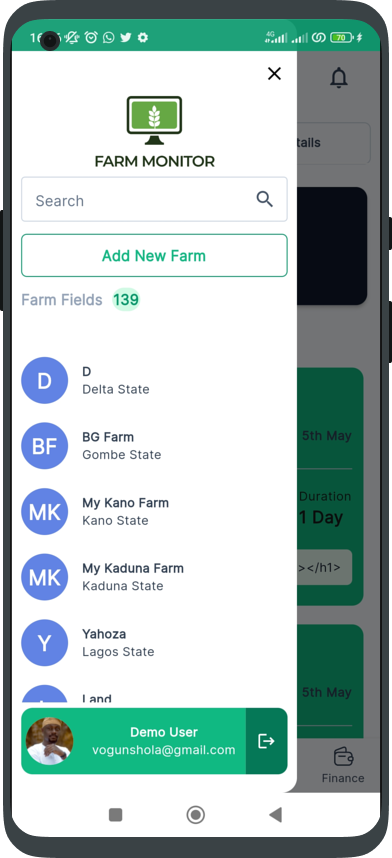 4G
70
FARM MONITOR
Search
talls
Add New Farm
Farm Fields 139
D
D
Delta State
5th May
BF
BG Farm
Gombe State
MK
My Kano Farm
Kano State
Duration
1 Day
MK
My Kaduna Farm
Kaduna State
></h1>
Y
Yahoza
Lagos State
Land
5th May
Demo User
vogunshola@gmail.com
Finance